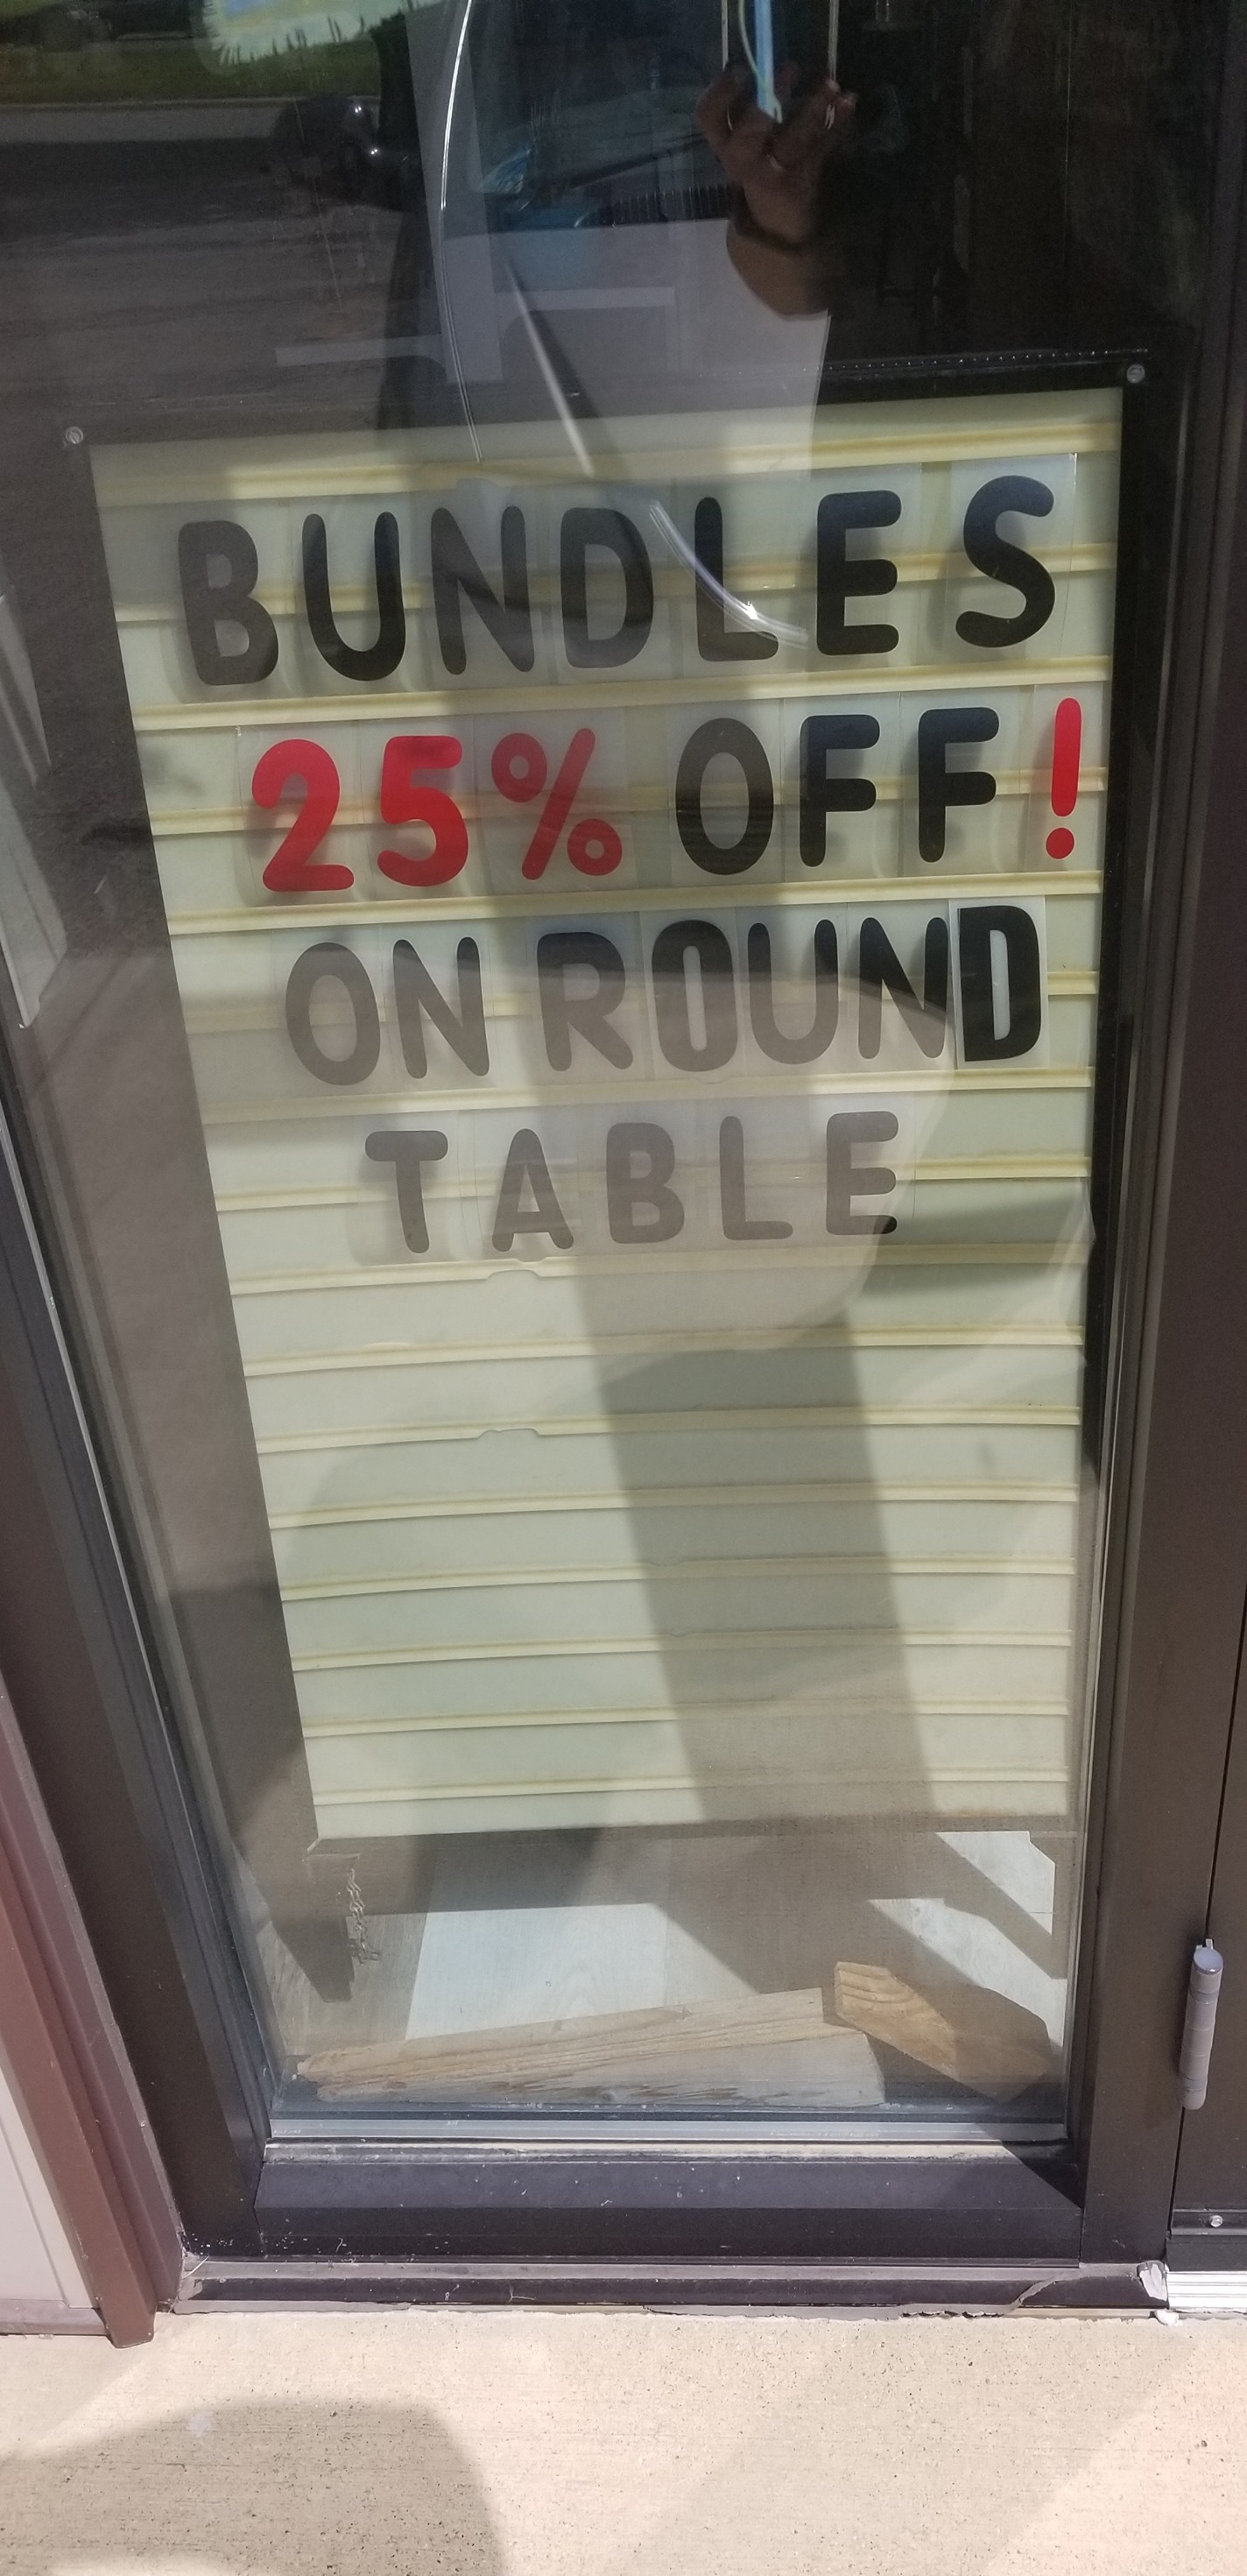 BUNDLES
25% OFF!
ON ROUND
TABLE